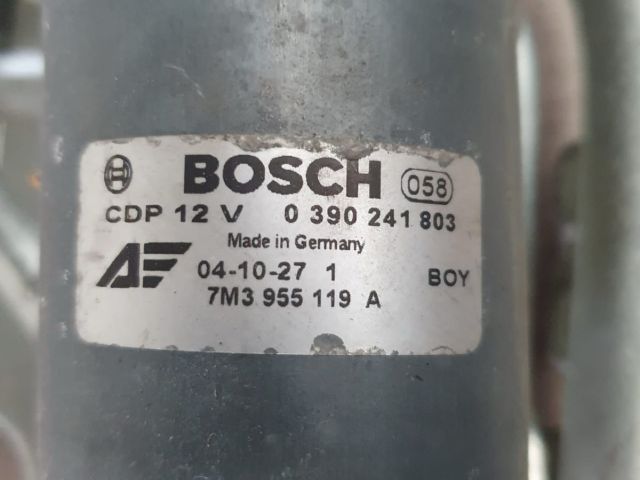 BOSCH 058
CDP 12 V 0 390 241 803
Made in Germany
AF 04-10-27 1 BOY
7M3 955 119 A